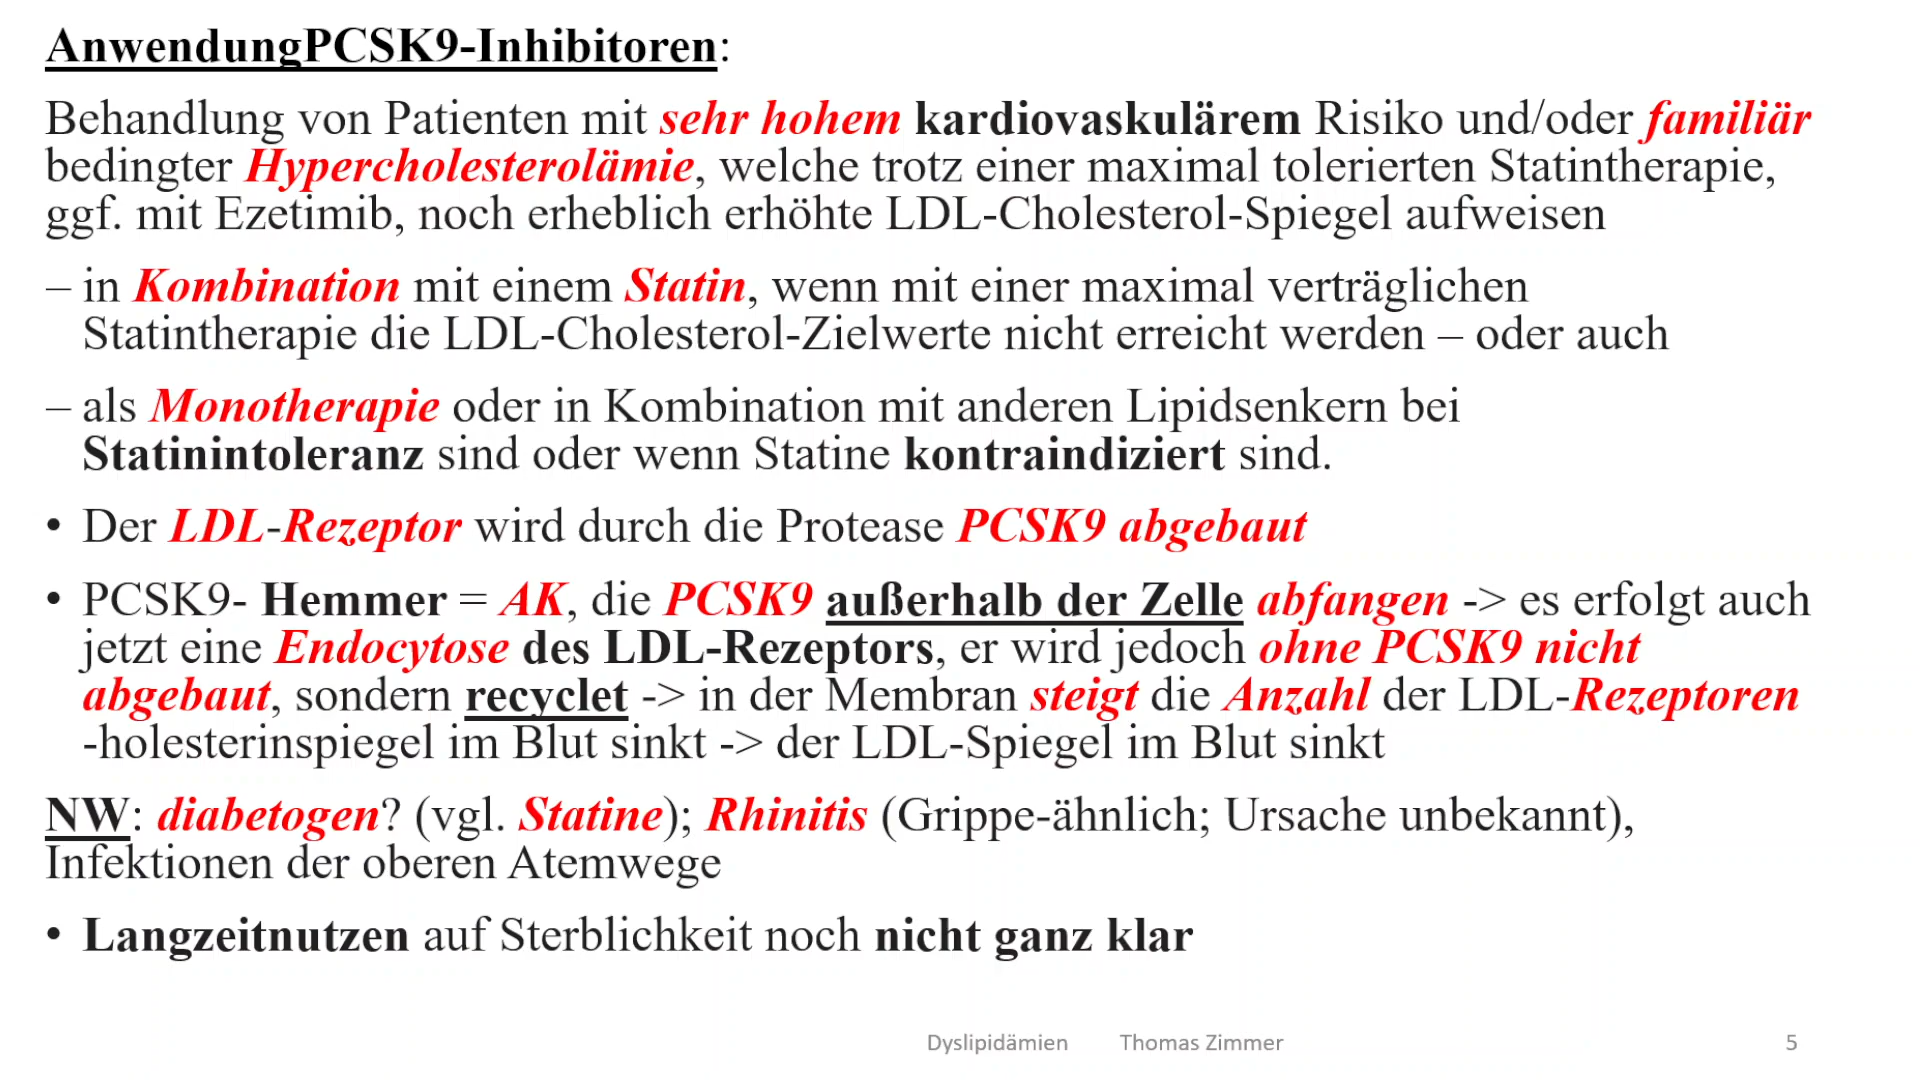 AnwendungPCSK9-Inhibitoren:
Behandlung von Patienten mit sehr hohem kardiovaskulärem Risiko und/oder familiär
bedingter Hypercholesterolämie, welche trotz einer maximal tolerierten Statintherapie,
ggf. mit Ezetimib, noch erheblich erhöhte LDL-Cholesterol-Spiegel aufweisen
– in Kombination mit einem Statin, wenn mit einer maximal verträglichen
Statintherapie die LDL-Cholesterol-Zielwerte nicht erreicht werden – oder auch
– als Monotherapie oder in Kombination mit anderen Lipidsenkern bei
Statinintoleranz sind oder wenn Statine kontraindiziert sind.
• Der LDL-Rezeptor wird durch die Protease PCSK9 abgebaut
• PCSK9- Hemmer = AK, die PCSK9 außerhalb der Zelle abfangen -> es erfolgt auch
jetzt eine Endocytose des LDL-Rezeptors, er wird jedoch ohne PCSK9 nicht
abgebaut, sondern recyclet -> in der Membran steigt die Anzahl der LDL-Rezeptoren
-holesterinspiegel im Blut sinkt -> der LDL-Spiegel im Blut sinkt
NW: diabetogen? (vgl. Statine); Rhinitis (Grippe-ähnlich; Ursache unbekannt),
Infektionen der oberen Atemwege
• Langzeitnutzen auf Sterblichkeit noch nicht ganz klar
Dyslipidämien Thomas Zimmer 5